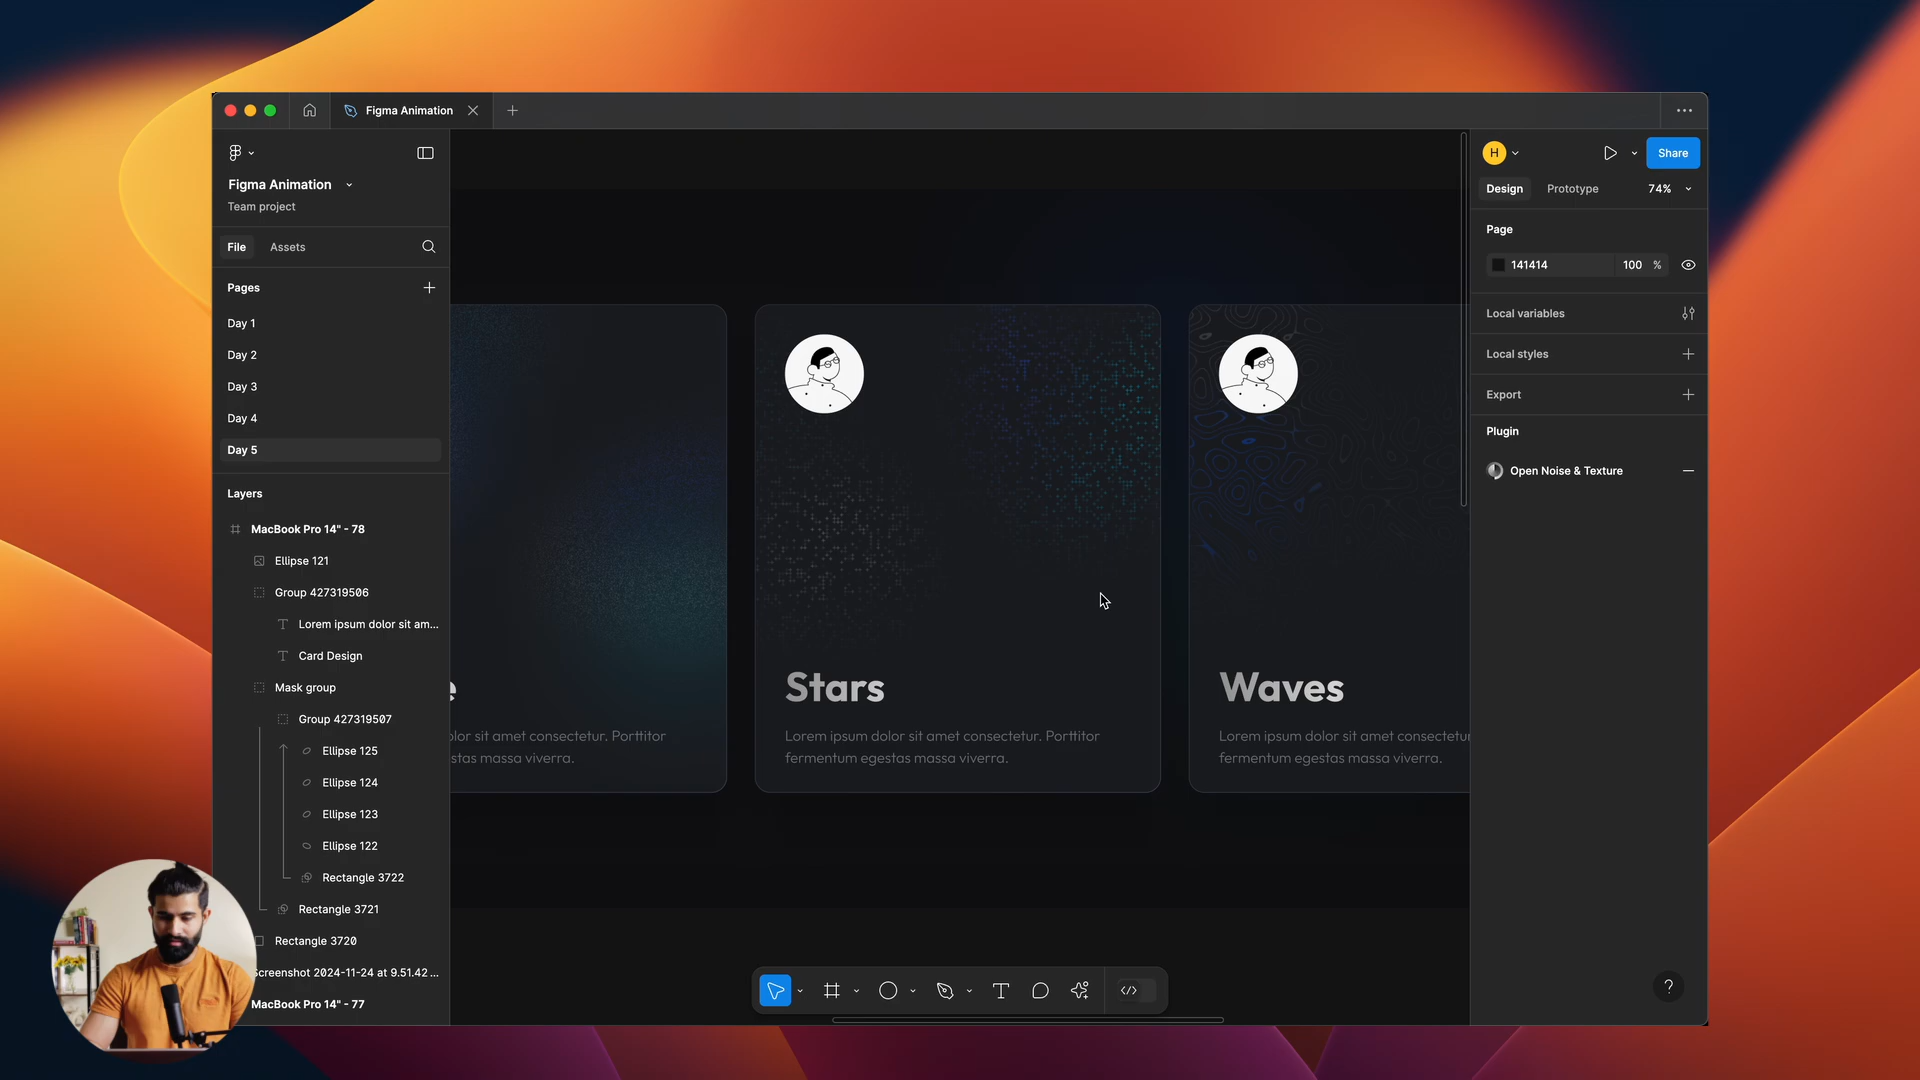 Figma Animation
Figma Animation
Team project
File
Assets
Pages
Day 1
Day 2
Day 3
Day 4
Day 5
Layers
MacBook Pro 14" - 78
Ellipse 121
Group 427319506
Lorem ipsum dolor sit am...
Card Design
Mask group
Group 427319507
Ellipse 125
Ellipse 124
Ellipse 123
Ellipse 122
Rectangle 3722
Rectangle 3721
Rectangle 3720
Screenshot 2024-11-24 at 9.51.42 ...
MacBook Pro 14" - 77
e
olor sit amet consectetur. Porttitor
stas massa viverra.
Stars
Lorem ipsum dolor sit amet consectetur. Porttitor
fermentum egestas massa viverra.
Waves
Lorem ipsum dolor sit amet consectetur
fermentum egestas massa viverra.
H
Share
Design
Prototype
74%
Page
141414
100 %
Local variables
Local styles
Export
Plugin
Open Noise & Texture
?